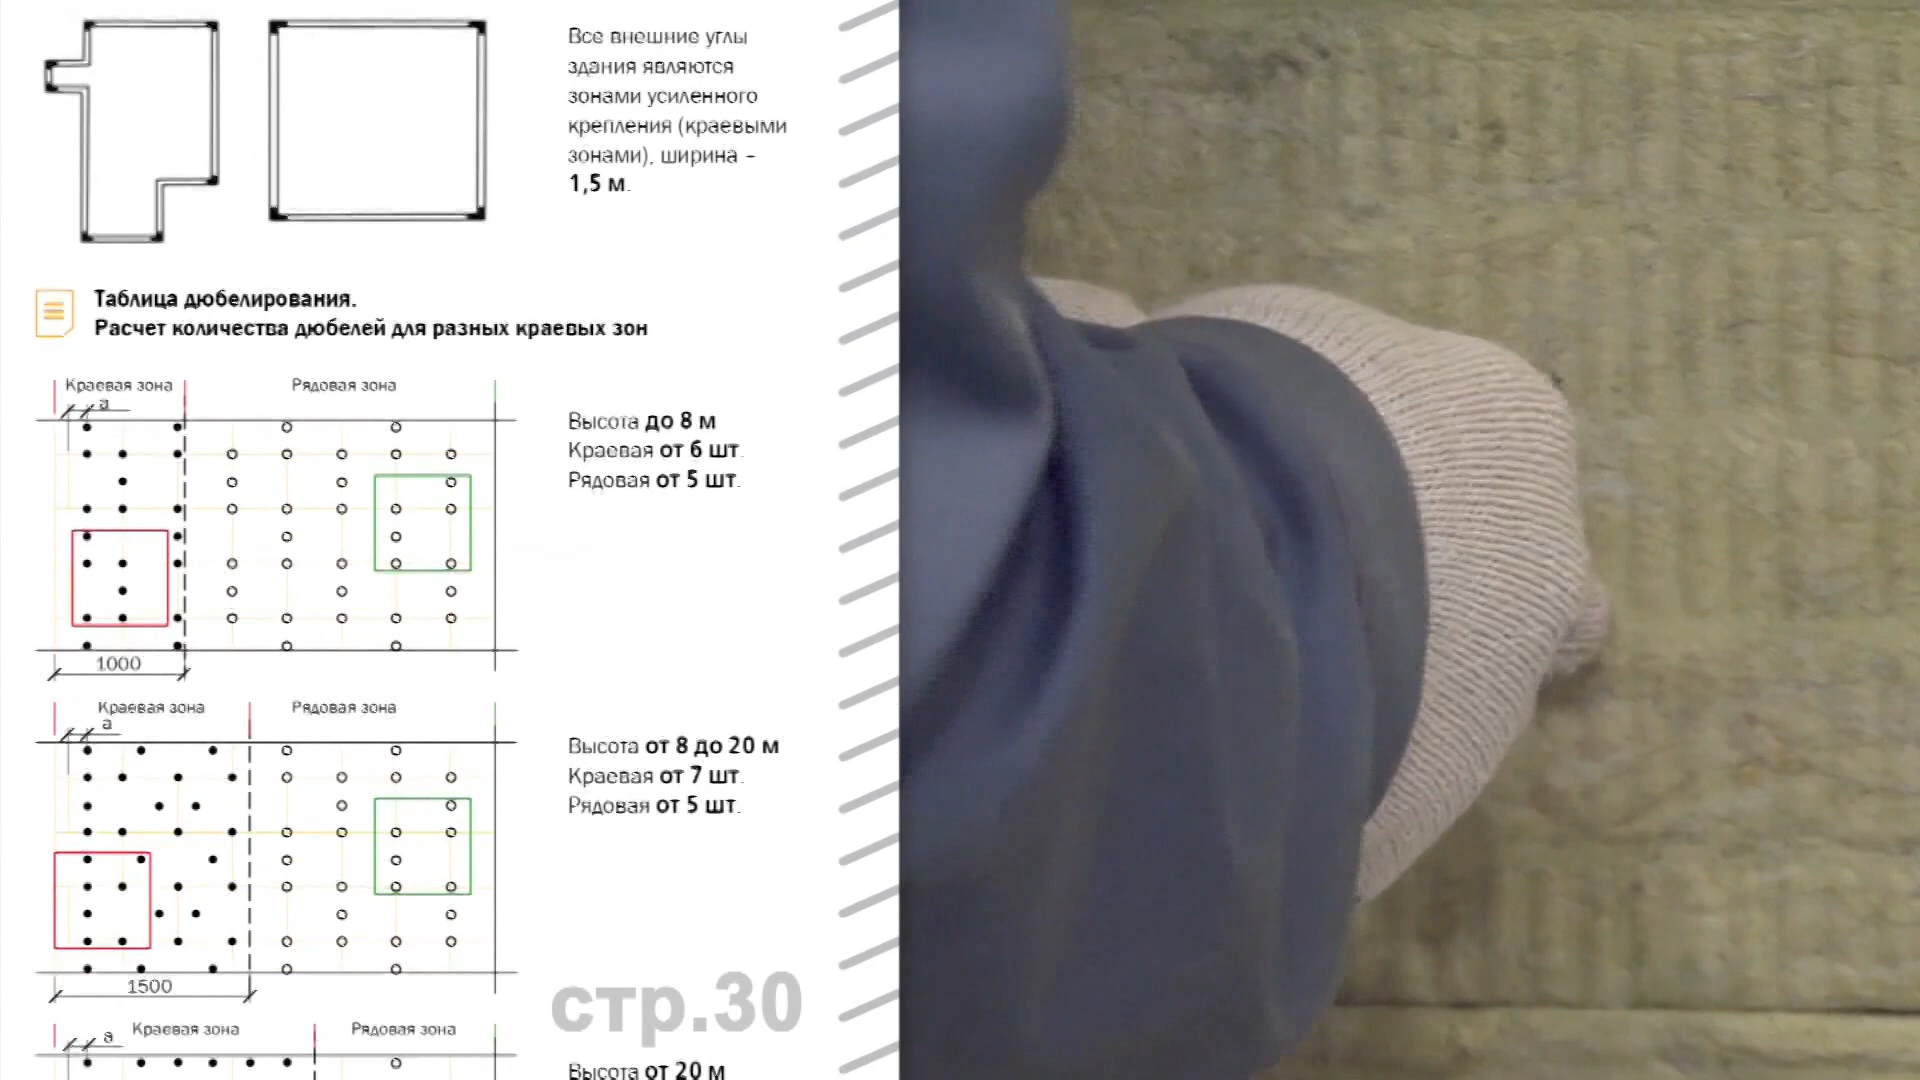 Все внешние углы
здания являются
зонами усиленного
крепления (краевыми
зонами), ширина –
1,5 м.
Таблица дюбелирования.
Расчет количества дюбелей для разных краевых зон
Краевая зона Рядовая зона
a
Высота до 8 м
Краевая от 6 шт.
Рядовая от 5 шт.
1000
Краевая зона Рядовая зона
a
Высота от 8 до 20 м
Краевая от 7 шт.
Рядовая от 5 шт.
1500
стр.30
Краевая зона Рядовая зона
a
Высота от 20 м